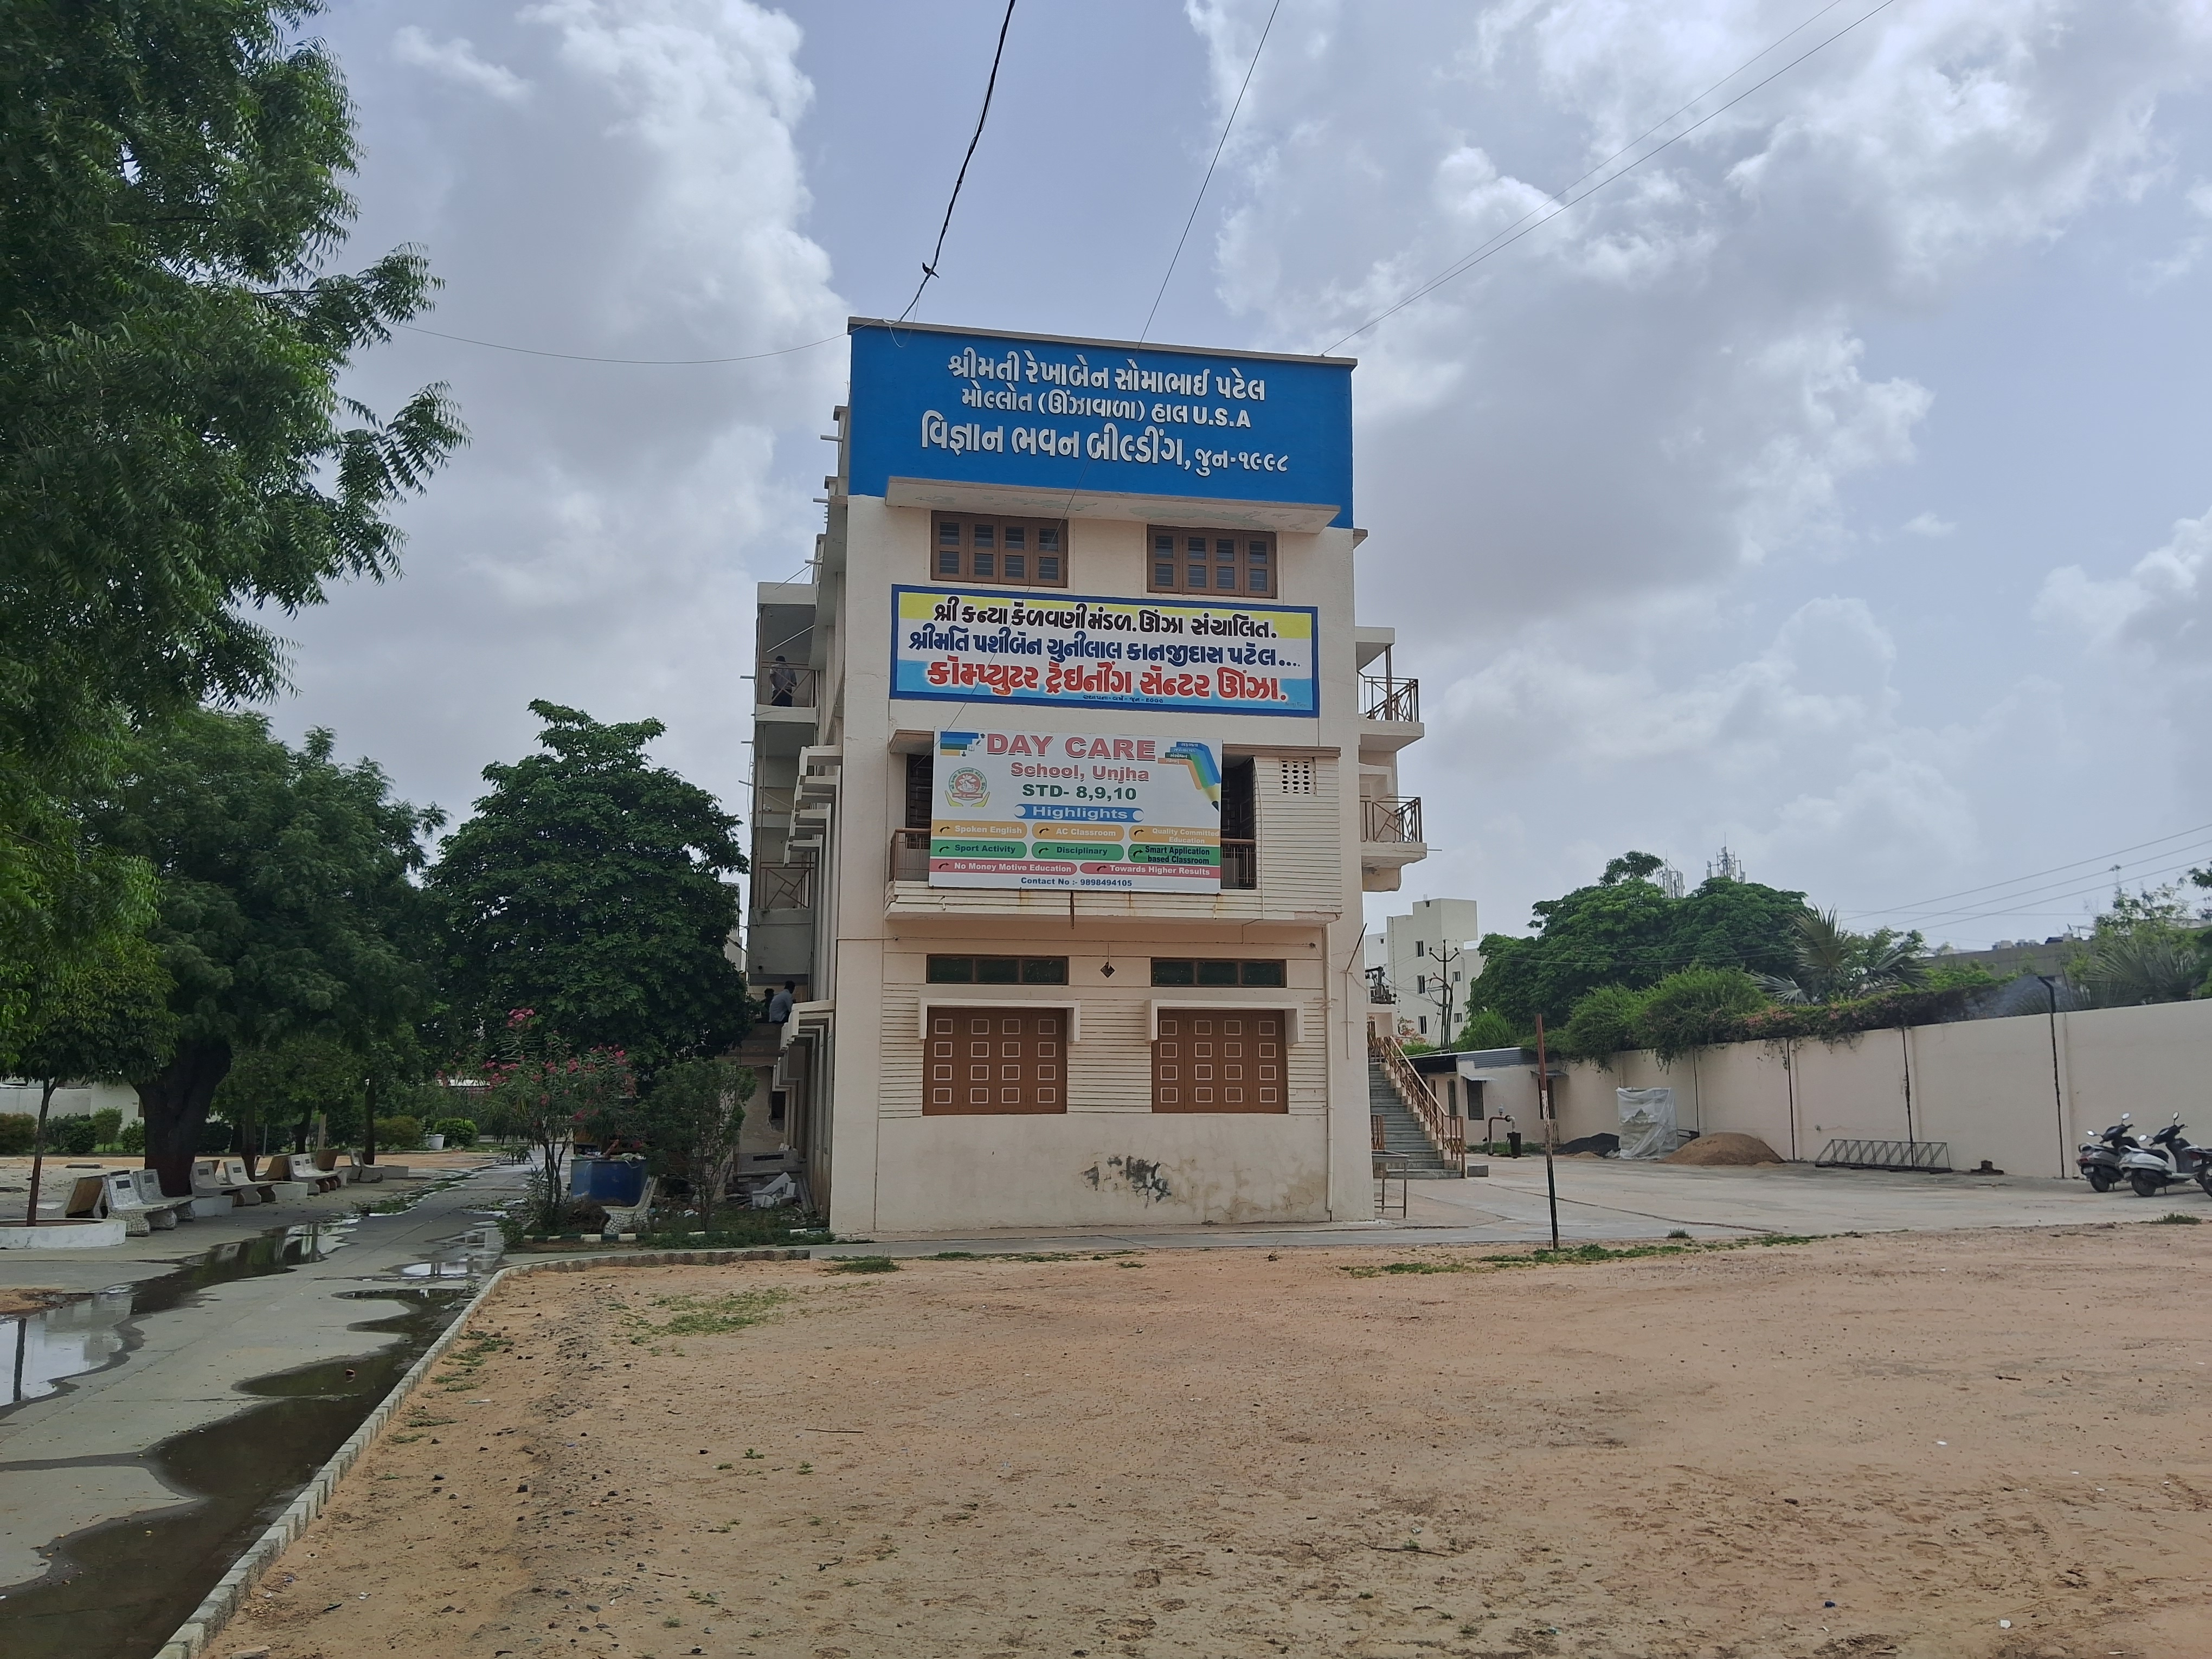 શ્રીમતી રેખાબેન સોમાભાઈ પટેલ
મોલ્લોત (ઊંઝાવાળા) હાલ U.S.A
વિજ્ઞાન ભવન બીલ્ડીંગ, જુન-૧૯૯૮
શ્રી કન્યા કેળવણી મંડળ. ઊંઝા સંચાલિત.
શ્રીમતિ પશીબેન ચુનીલાલ કાનજીદાસ પટેલ....
કોમ્પ્યુટર ટ્રેઇનીંગ સેન્ટર ઊંઝા.
DAY CARE
School, Unjha
STD- 8,9,10
Highlights
Spoken English
AC Classroom
Quality Committed Education
Sport Activity
Disciplinary
Smart Application based Classroom
No Money Motive Education
Towards Higher Results
Contact No :- 9898494105